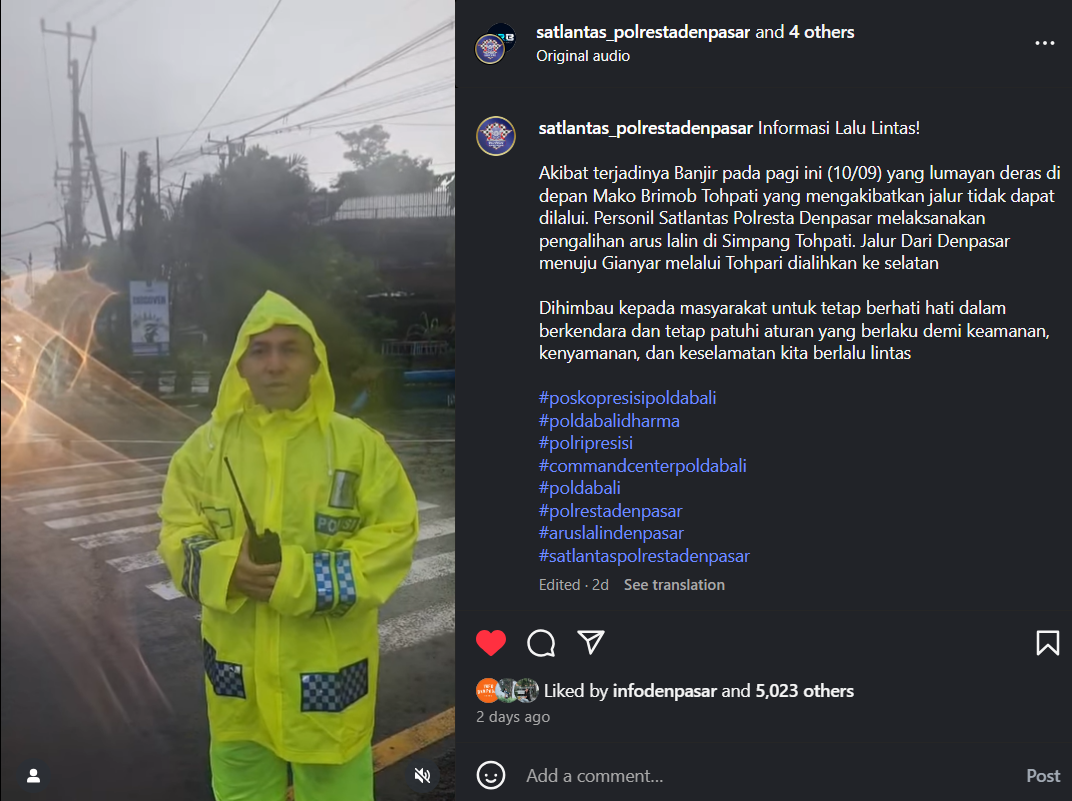 satlantas_polrestadenpasar and 4 others
Original audio
satlantas_polrestadenpasar Informasi Lalu Lintas!
Akibat terjadinya Banjir pada pagi ini (10/09) yang lumayan deras di
depan Mako Brimob Tohpati yang mengakibatkan jalur tidak dapat
dilalui. Personil Satlantas Polresta Denpasar melaksanakan
pengalihan arus lalin di Simpang Tohpati. Jalur Dari Denpasar
menuju Gianyar melalui Tohpari dialihkan ke selatan
Dihimbau kepada masyarakat untuk tetap berhati hati dalam
berkendara dan tetap patuhi aturan yang berlaku demi keamanan,
kenyamanan, dan keselamatan kita berlalu lintas
#poskopresisipoldabali
#poldabalidharma
#polripresisi
#commandcenterpoldabali
#poldabali
#polrestadenpasar
#aruslalindenpasar
#satlantaspolrestadenpasar
Edited · 2d See translation
Liked by infodenpasar and 5,023 others
2 days ago
Add a comment...
Post
POLISI